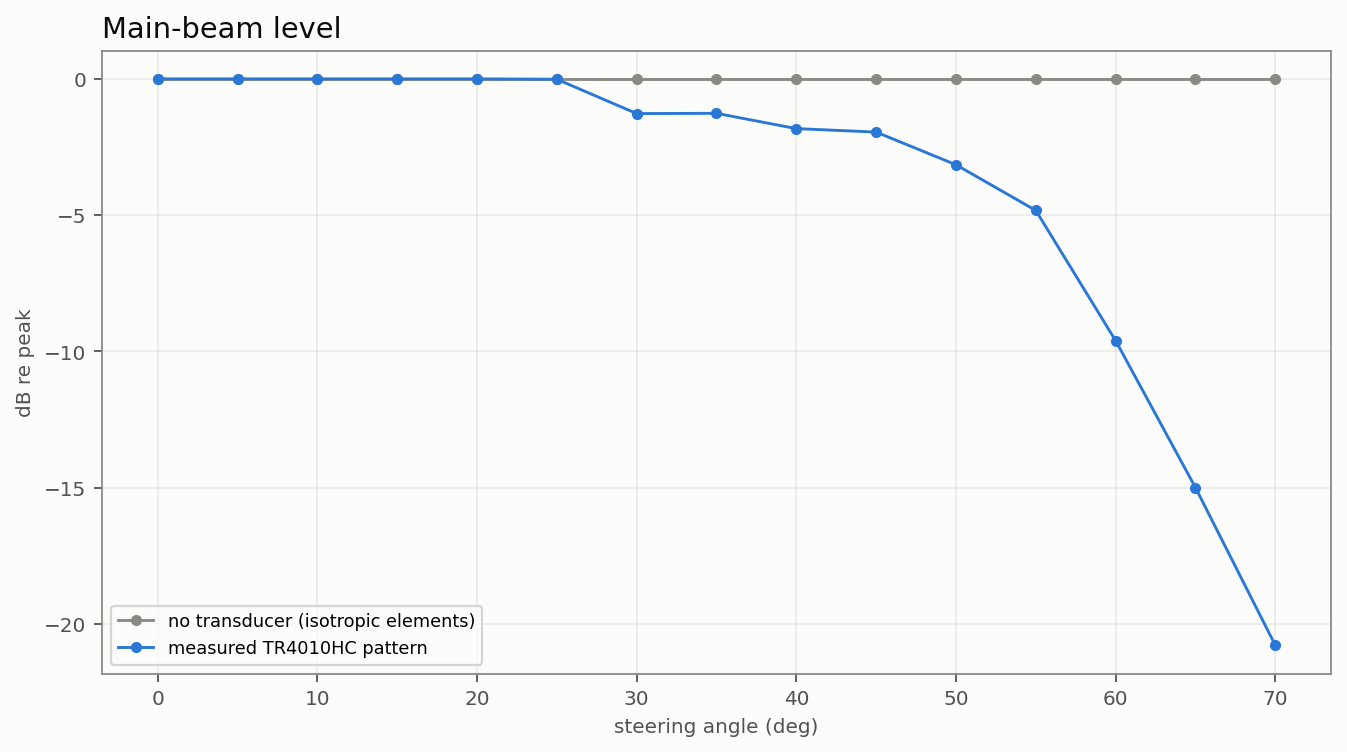 Main-beam level
dB re peak
0
−5
−10
−15
−20
no transducer (isotropic elements)
measured TR4010HC pattern
0 10 20 30 40 50 60 70
steering angle (deg)